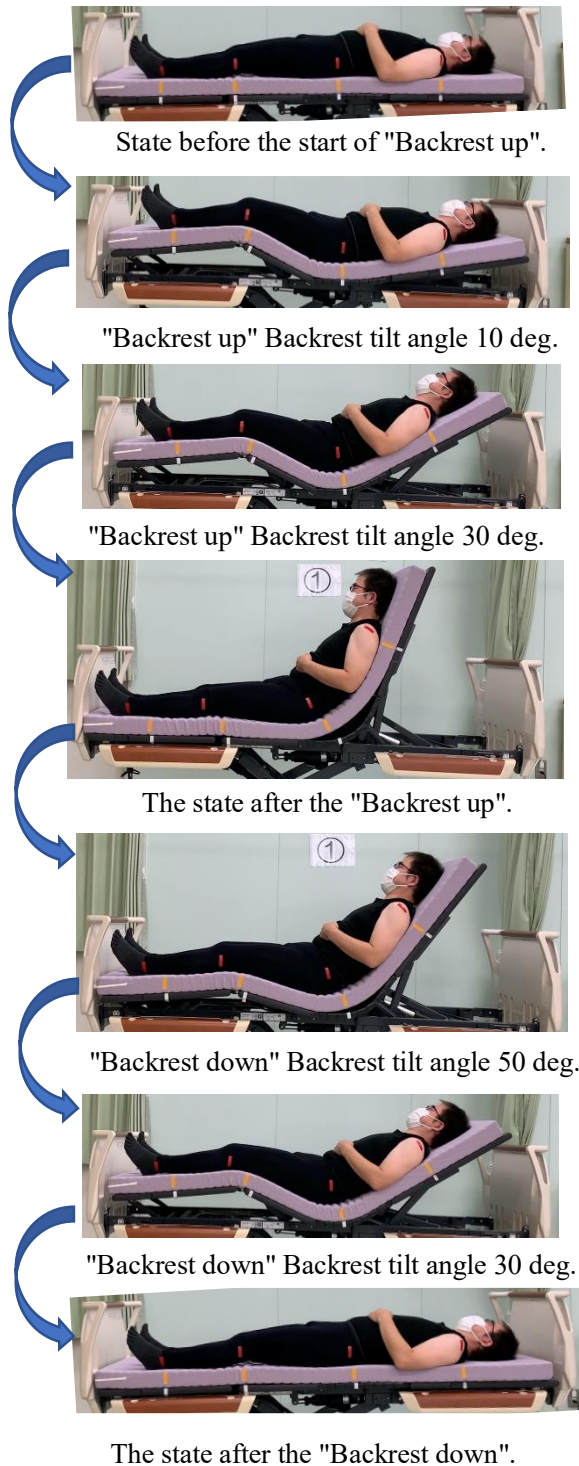 State before the start of "Backrest up".
"Backrest up" Backrest tilt angle 10 deg.
"Backrest up" Backrest tilt angle 30 deg.
①
The state after the "Backrest up".
①
"Backrest down" Backrest tilt angle 50 deg.
"Backrest down" Backrest tilt angle 30 deg.
The state after the "Backrest down".